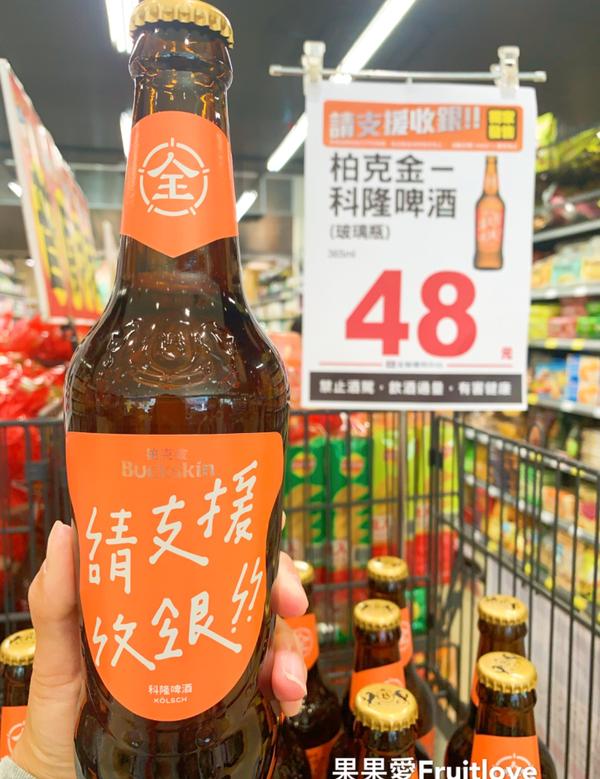 全
柏克金
Buckskin
請支援
收銀!!
科隆啤酒
KÖLSCH
請支援收銀!!
柏克金－
科隆啤酒
(玻璃瓶)
365ml
48
元
禁止酒駕，飲酒過量，有害健康
果果愛Fruitlove